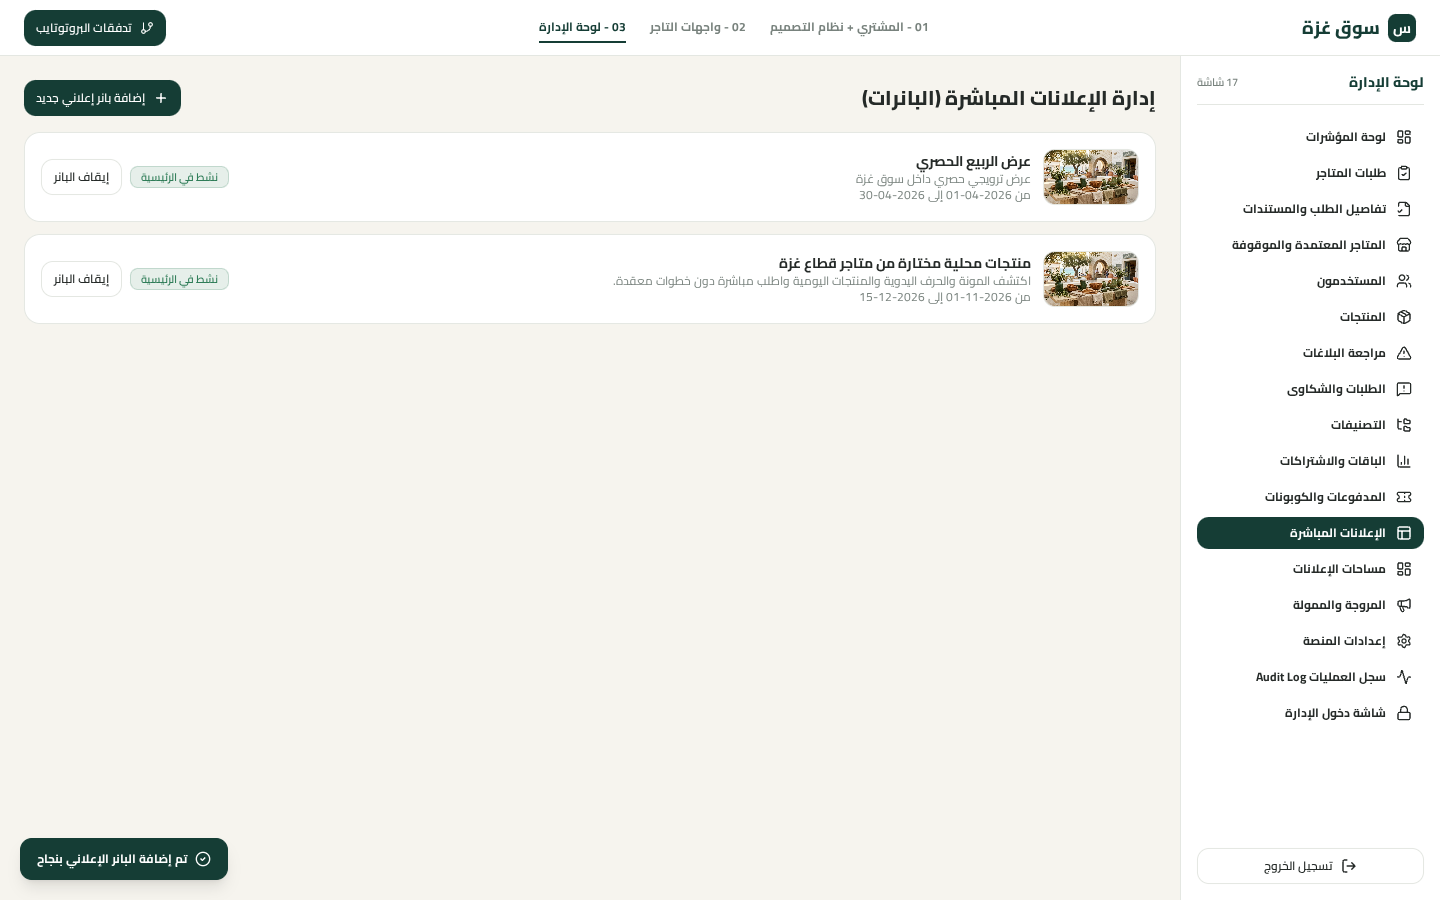 س
سوق غزة
01 - المشتري + نظام التصميم
02 - واجهات التاجر
03 - لوحة الإدارة
تدفقات البروتوتايب
لوحة الإدارة
17 شاشة
لوحة المؤشرات
طلبات المتاجر
تفاصيل الطلب والمستندات
المتاجر المعتمدة والموقوفة
المستخدمون
المنتجات
مراجعة البلاغات
الطلبات والشكاوى
التصنيفات
الباقات والاشتراكات
المدفوعات والكوبونات
الإعلانات المباشرة
مساحات الإعلانات
المروجة والممولة
إعدادات المنصة
سجل العمليات Audit Log
شاشة دخول الإدارة
تسجيل الخروج
إدارة الإعلانات المباشرة (البانرات)
إضافة بانر إعلاني جديد
عرض الربيع الحصري
عرض ترويجي حصري داخل سوق غزة
من 2026-04-01 إلى 2026-04-30
نشط في الرئيسية
إيقاف البانر
منتجات محلية مختارة من متاجر قطاع غزة
اكتشف المونة والحرف اليدوية والمنتجات اليومية واطلب مباشرة دون خطوات معقدة.
من 2026-11-01 إلى 2026-12-15
نشط في الرئيسية
إيقاف البانر
تم إضافة البانر الإعلاني بنجاح